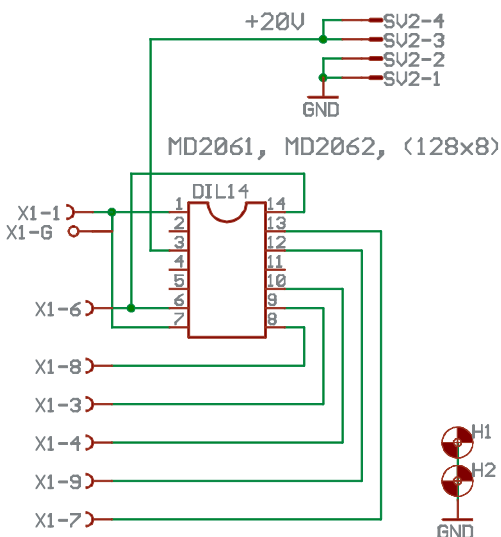 +20V
SV2-4
SV2-3
SV2-2
SV2-1
GND
MD2061, MD2062, (128x8)
DIL14
X1-1
X1-G
X1-6
X1-8
X1-3
X1-4
X1-9
X1-7
1
2
3
4
5
6
7
14
13
12
11
10
9
8
H1
H2
GND